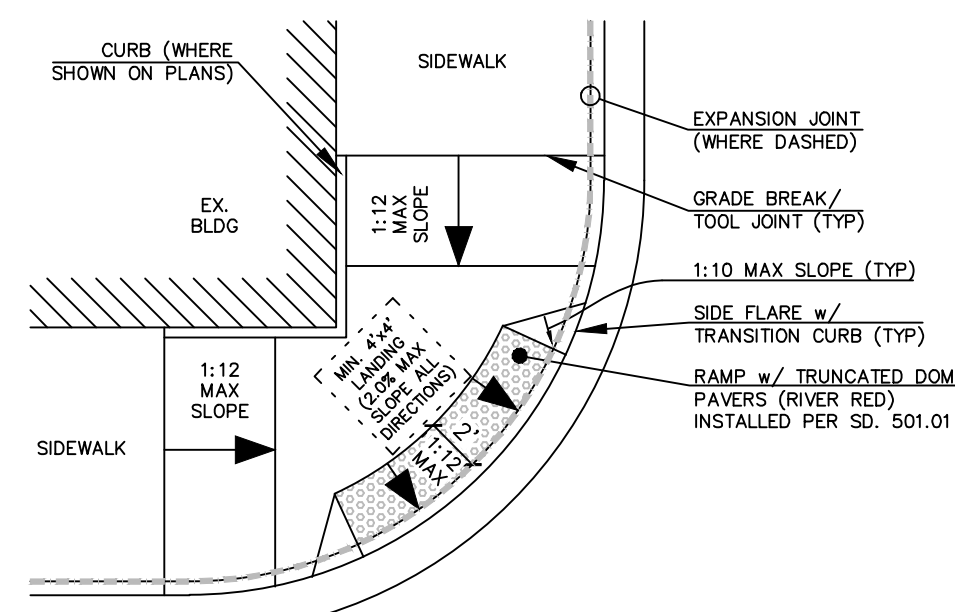 CURB (WHERE
SHOWN ON PLANS)
SIDEWALK
EXPANSION JOINT
(WHERE DASHED)
EX.
BLDG
1:12
MAX
SLOPE
GRADE BREAK/
TOOL JOINT (TYP)
1:10 MAX SLOPE (TYP)
SIDE FLARE w/
TRANSITION CURB (TYP)
MIN. 4'x4'
LANDING
(2.0% MAX
SLOPE ALL
DIRECTIONS)
1:12
MAX
SLOPE
RAMP w/ TRUNCATED DOM
PAVERS (RIVER RED)
INSTALLED PER SD. 501.01
SIDEWALK
2'
1:12
MAX